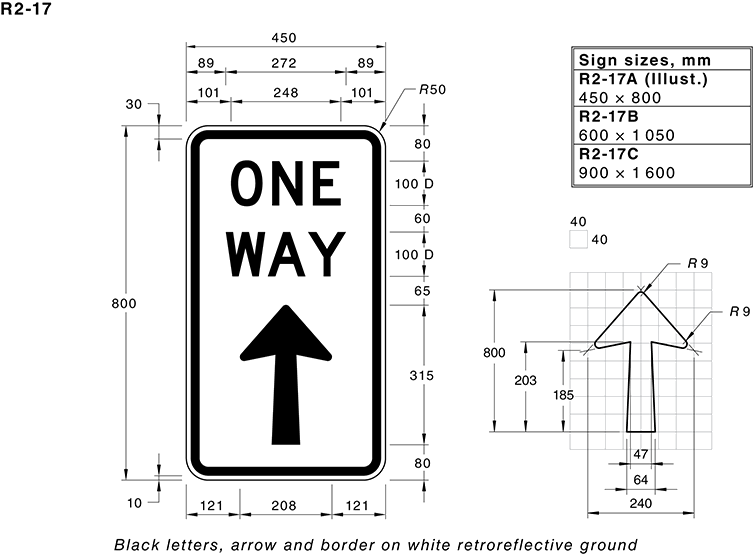 R2-17
450
89 272 89
101 248 101
R50
30
80
ONE
100 D
60
WAY
100 D
65
800
315
80
10
121 208 121
Sign sizes, mm
R2-17A (Illust.)
450 × 800
R2-17B
600 × 1 050
R2-17C
900 × 1 600
40
40
R 9
R 9
800
203
185
47
64
240
Black letters, arrow and border on white retroreflective ground